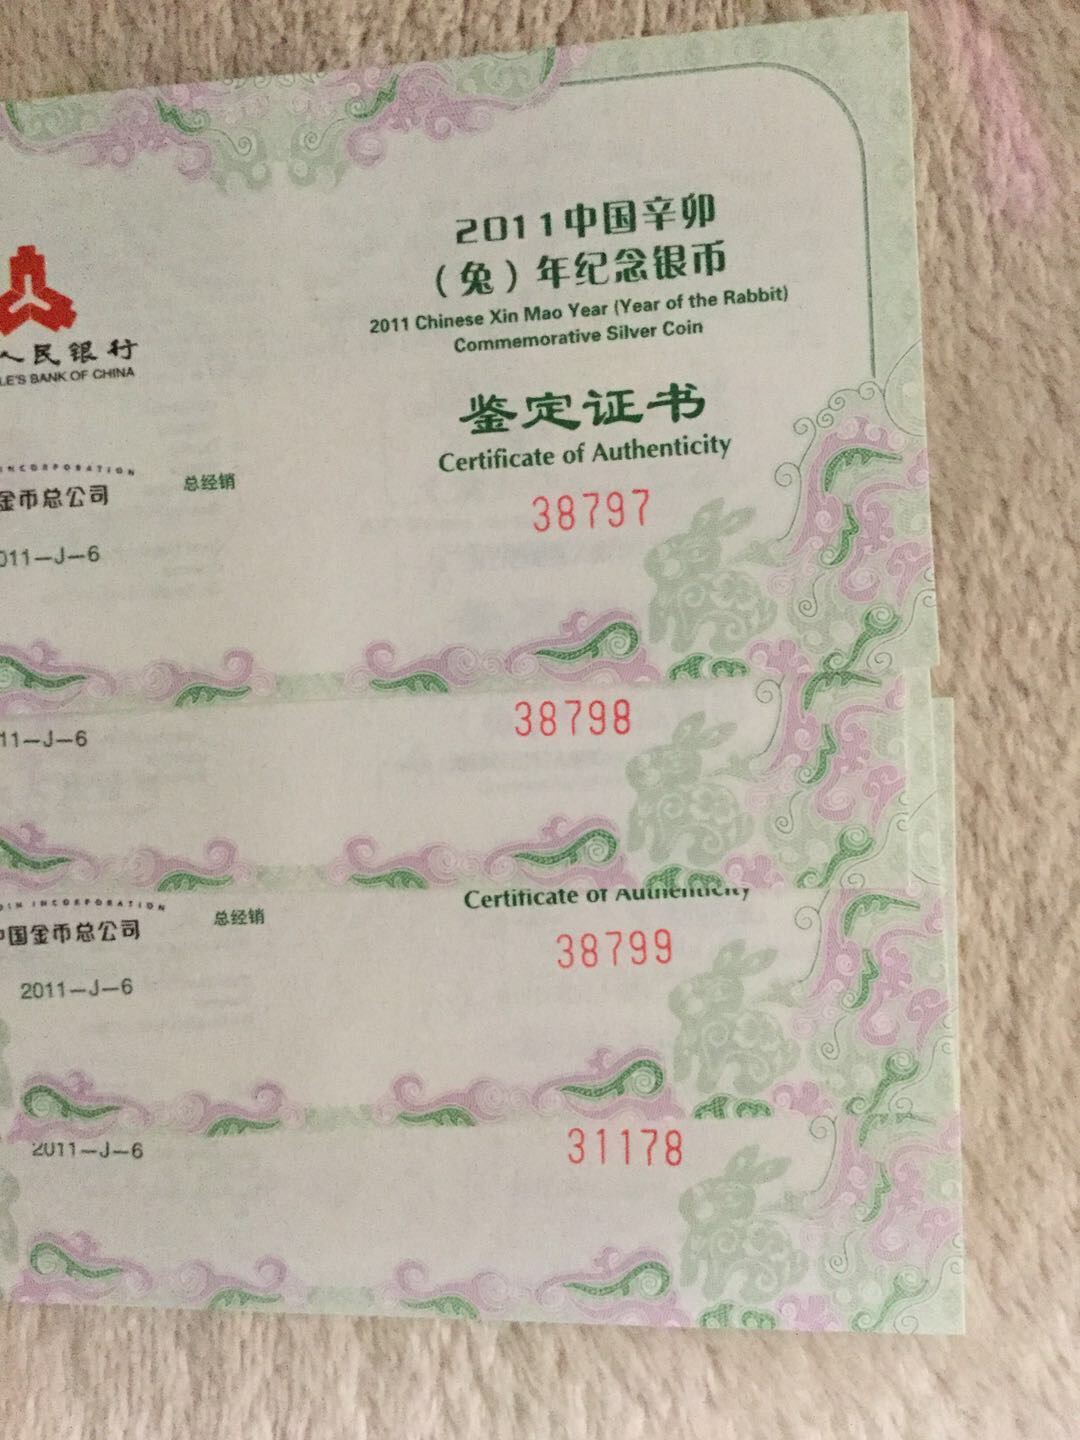 2011中国辛卯
（兔）年纪念银币
2011 Chinese Xin Mao Year (Year of the Rabbit)
Commemorative Silver Coin
人民银行
LE'S BANK OF CHINA
鉴定证书
Certificate of Authenticity
INCORPORATION
金币总公司
总经销
38797
011—J—6
38798
11—J—6
Certificate of Authenticity
OIN INCORPORATION
中国金币总公司
总经销
38799
2011—J—6
31178
2011—J—6